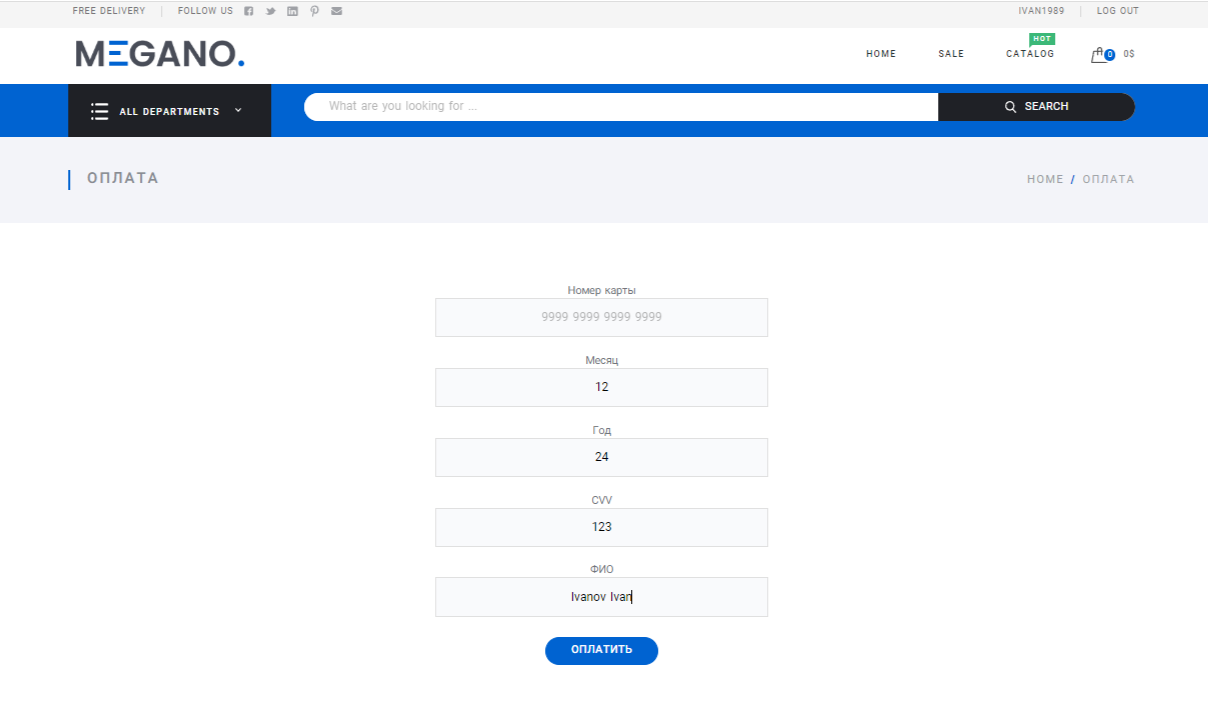 FREE DELIVERY FOLLOW US IVAN1989 LOG OUT
MEGANO.
HOT
HOME SALE CATALOG 0 0$
ALL DEPARTMENTS What are you looking for ... SEARCH
ОПЛАТА HOME / ОПЛАТА
Номер карты
9999 9999 9999 9999
Месяц
12
Год
24
CVV
123
ФИО
Ivanov Ivan
ОПЛАТИТЬ